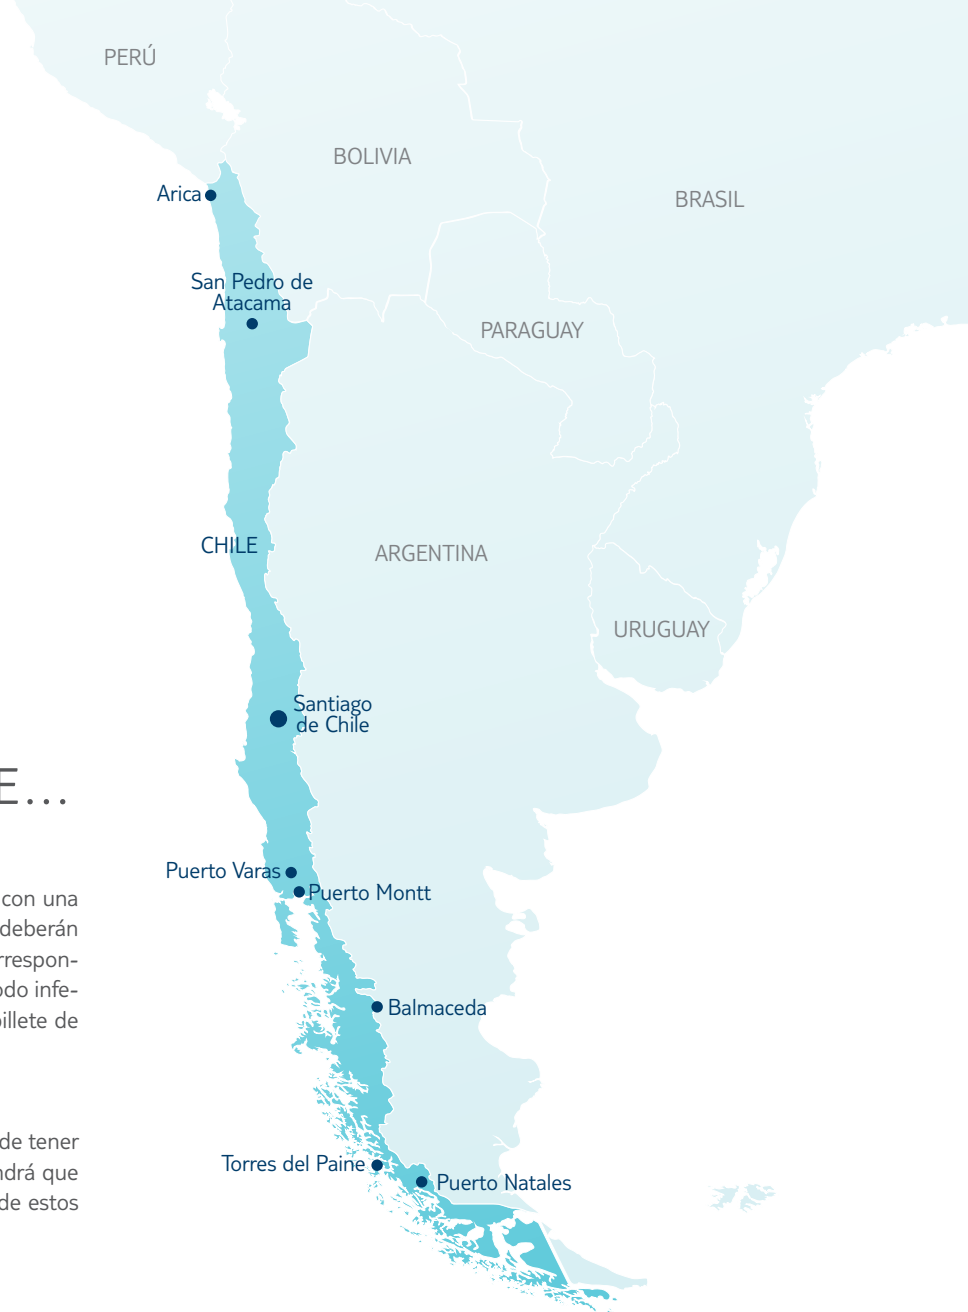 PERÚ
BOLIVIA
BRASIL
Arica
San Pedro de
Atacama
PARAGUAY
CHILE
ARGENTINA
URUGUAY
Santiago
de Chile
E...
Puerto Varas
Puerto Montt
con una
deberán
rrespon-
odo infe-
billete de
Balmaceda
de tener
ndrá que
de estos
Torres del Paine
Puerto Natales